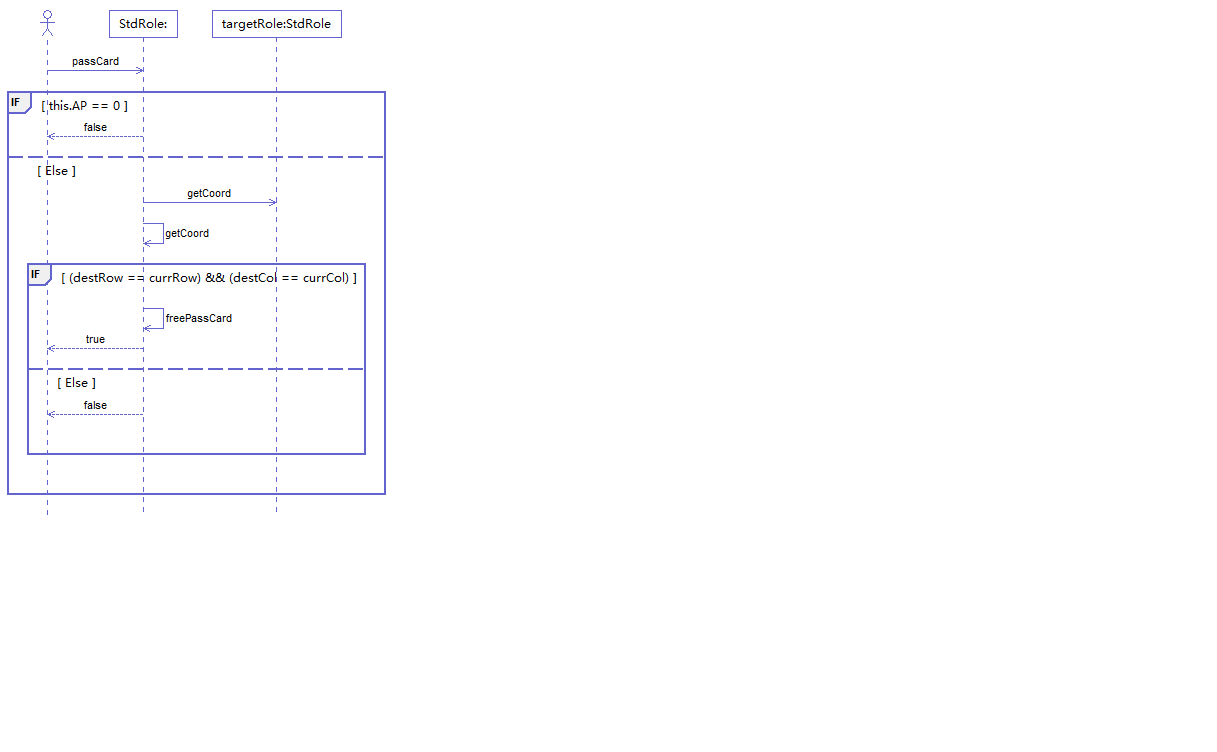 StdRole:
targetRole:StdRole
passCard
IF
[ this.AP == 0 ]
false
[ Else ]
getCoord
getCoord
IF
[ (destRow == currRow) && (destCol == currCol) ]
freePassCard
true
[ Else ]
false